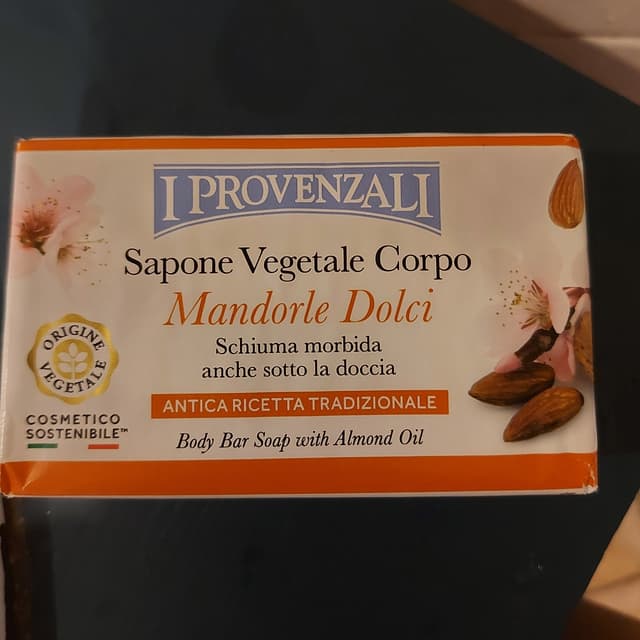 I PROVENZALI
Sapone Vegetale Corpo
Mandorle Dolci
Schiuma morbida
anche sotto la doccia
ANTICA RICETTA TRADIZIONALE
Body Bar Soap with Almond Oil
ORIGINE
VEGETALE
COSMETICO
SOSTENIBILE™